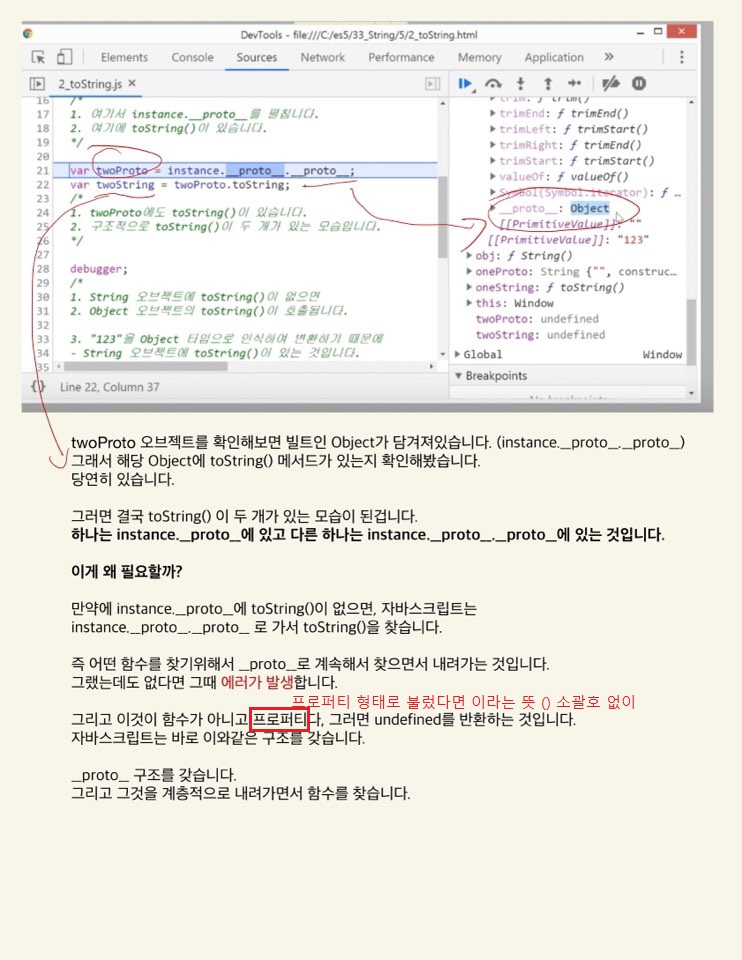 DevTools - file:///C:/es5/33_String/5/2_toString.html
Elements Console Sources Network Performance Memory Application »
2_toString.js ×
16 /*
17 1. 여기서 instance.__proto__를 펼칩니다.
18 2. 여기에 toString()이 있습니다.
19 */
20
21 var twoProto = instance.__proto__.__proto__;
22 var twoString = twoProto.toString;
23 /*
24 1. twoProto에도 toString()이 있습니다.
25 2. 구조적으로 toString()이 두 개가 있는 모습입니다.
26 */
27
28 debugger;
29 /*
30 1. String 오브젝트에 toString()이 없으면
31 2. Object 오브젝트의 toString()이 호출됩니다.
32
33 3. "123"을 Object 타입으로 인식하여 변환하기 때문에
34 - String 오브젝트에 toString()이 있는 것입니다.
35
{} Line 22, Column 37
trim: ƒ trim()
trimEnd: ƒ trimEnd()
trimLeft: ƒ trimStart()
trimRight: ƒ trimEnd()
trimStart: ƒ trimStart()
valueOf: ƒ valueOf()
Symbol(Symbol.iterator): ƒ …
__proto__: Object
[[PrimitiveValue]]: ""
[[PrimitiveValue]]: "123"
obj: ƒ String()
oneProto: String {"", construc…
oneString: ƒ toString()
this: Window
twoProto: undefined
twoString: undefined
Global Window
Breakpoints
twoProto 오브젝트를 확인해보면 빌트인 Object가 담겨져있습니다. (instance.__proto_.__proto_)
그래서 해당 Object에 toString() 메서드가 있는지 확인해봤습니다.
당연히 있습니다.
그러면 결국 toString() 이 두 개가 있는 모습이 된겁니다.
하나는 instance.__proto__에 있고 다른 하나는 instance.__proto__.__proto__에 있는 것입니다.
이게 왜 필요할까?
만약에 instance.__proto__에 toString()이 없으면, 자바스크립트는
instance.__proto__.__proto__ 로 가서 toString()을 찾습니다.
즉 어떤 함수를 찾기위해서 __proto__로 계속해서 찾으면서 내려가는 것입니다.
그랬는데도 없다면 그때 에러가 발생합니다.
프로퍼티 형태로 불렀다면 이라는 뜻 () 소괄호 없이
그리고 이것이 함수가 아니고 프로퍼티다, 그러면 undefined를 반환하는 것입니다.
자바스크립트는 바로 이와같은 구조를 갖습니다.
__proto__ 구조를 갖습니다.
그리고 그것을 계층적으로 내려가면서 함수를 찾습니다.